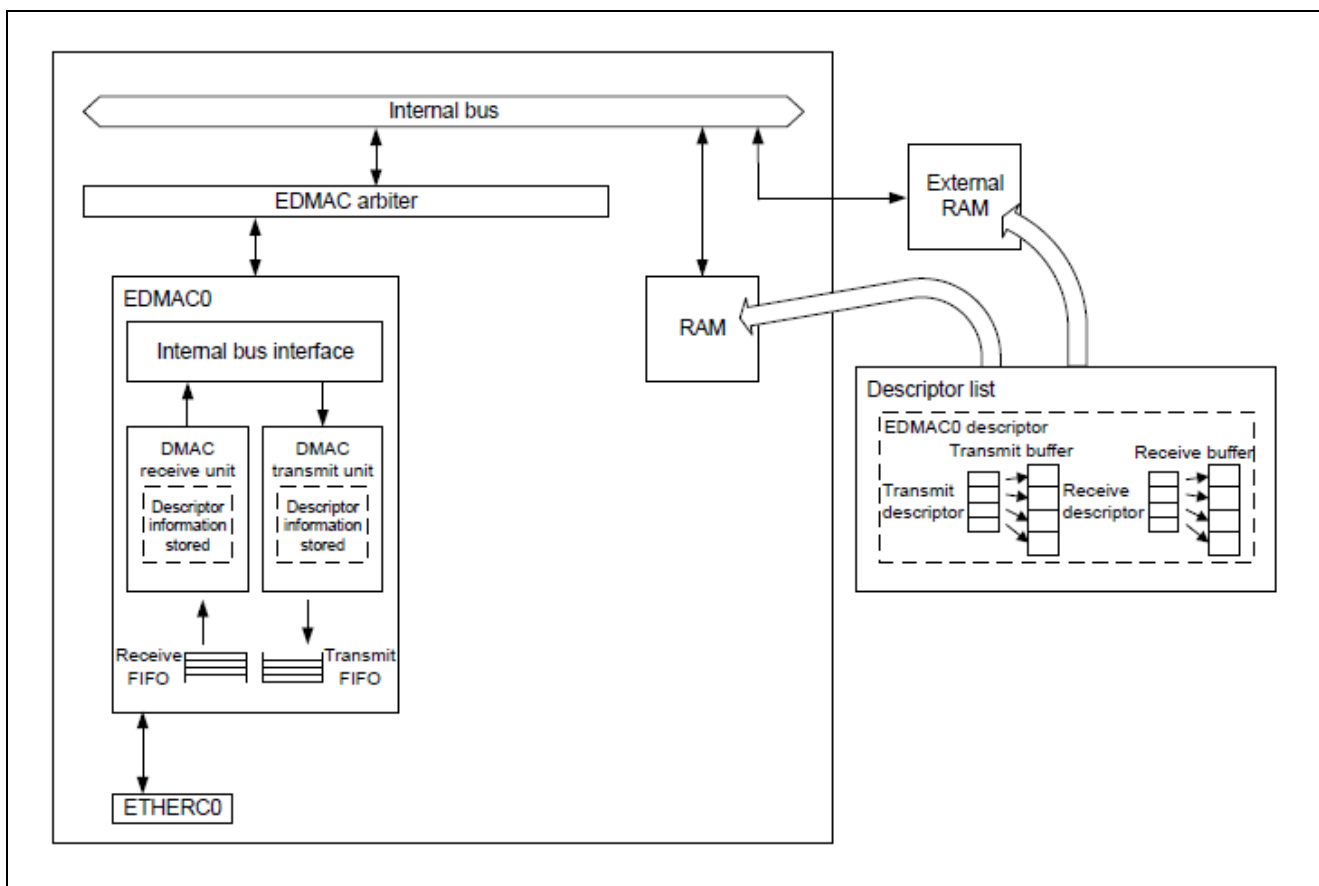 Internal bus
EDMAC arbiter
External
RAM
EDMAC0
Internal bus interface
RAM
DMAC
receive unit
Descriptor
information
stored
DMAC
transmit unit
Descriptor
information
stored
Receive
FIFO
Transmit
FIFO
ETHERC0
Descriptor list
EDMAC0 descriptor
Transmit buffer
Receive buffer
Transmit
descriptor
Receive
descriptor